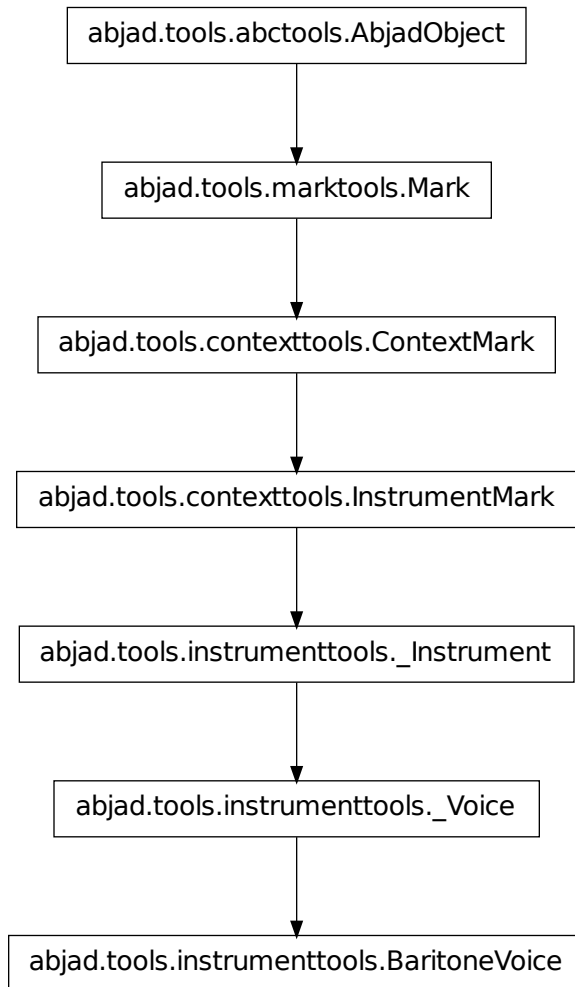 abjad.tools.abctools.AbjadObject
abjad.tools.marktools.Mark
abjad.tools.contexttools.ContextMark
abjad.tools.contexttools.InstrumentMark
abjad.tools.instrumenttools._Instrument
abjad.tools.instrumenttools._Voice
abjad.tools.instrumenttools.BaritoneVoice